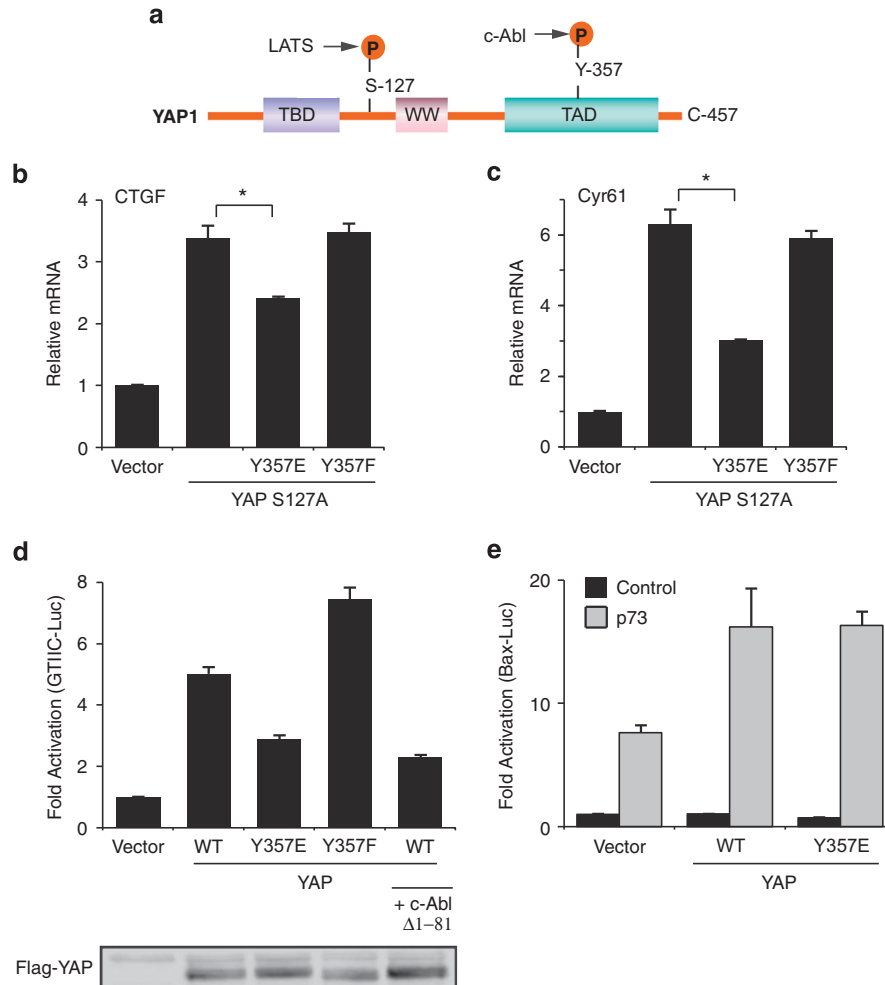 a
LATS P
c-Abl P
S-127
Y-357
YAP1 TBD WW TAD C-457
b
CTGF
*
Relative mRNA
4
3
2
1
0
Vector Y357E Y357F
YAP S127A
c
Cyr61
*
Relative mRNA
6
4
2
0
Vector Y357E Y357F
YAP S127A
d
Fold Activation (GTIIC-Luc)
8
6
4
2
0
Vector WT Y357E Y357F WT
YAP
+ c-Abl
Δ1–81
Flag-YAP
e
Fold Activation (Bax-Luc)
20
10
0
Control
p73
Vector WT Y357E
YAP